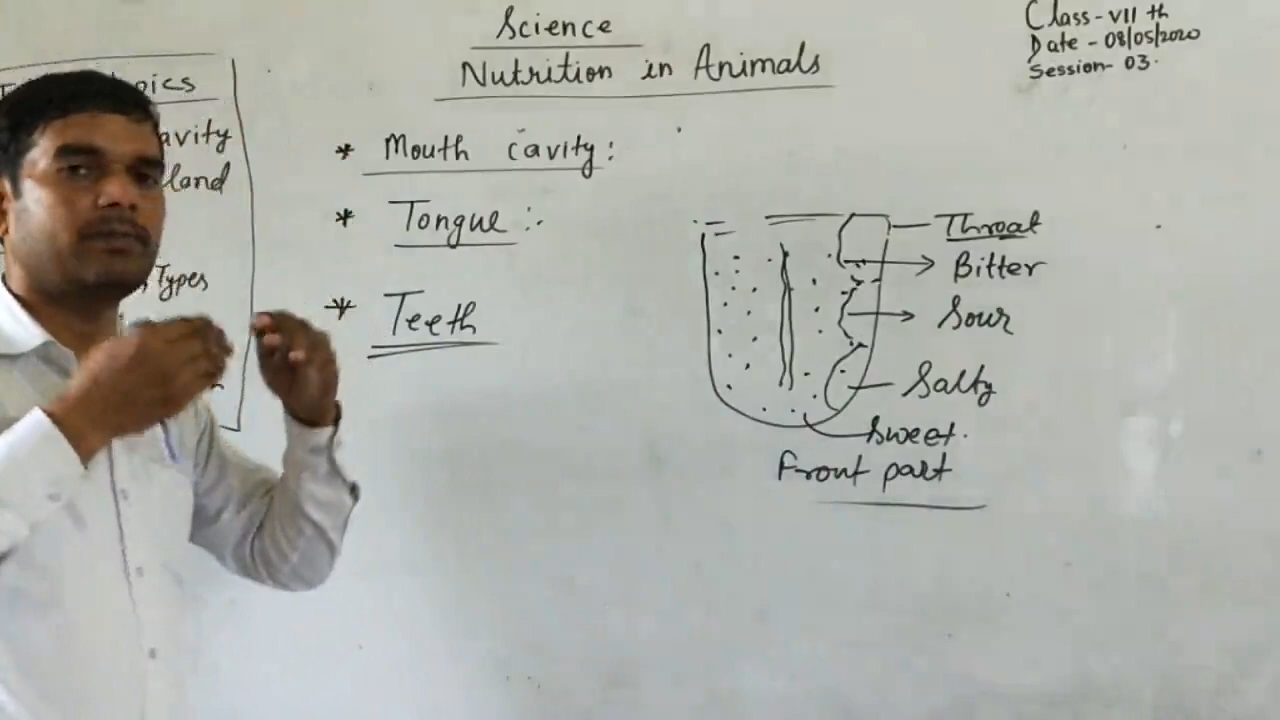 Science
Nutrition in Animals
Class-VII th
Date - 08/05/2020
Session- 03.
* Mouth cavity:
* Tongue :-
* Teeth
Throat
Bitter
Sour
Salty
Sweet.
Front part
Types